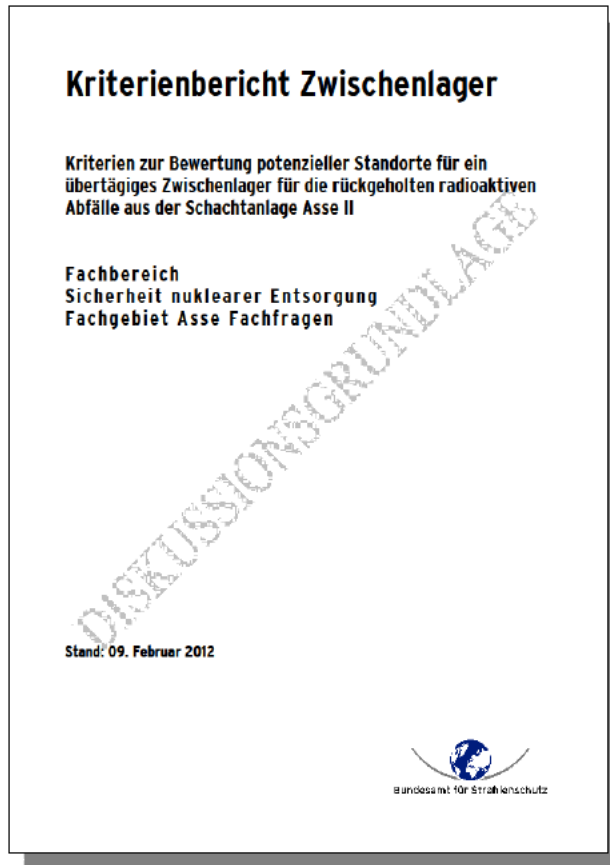 Kriterienbericht Zwischenlager
Kriterien zur Bewertung potenzieller Standorte für ein
übertägiges Zwischenlager für die rückgeholten radioaktiven
Abfälle aus der Schachtanlage Asse II
Fachbereich
Sicherheit nuklearer Entsorgung
Fachgebiet Asse Fachfragen
DISKUSSIONSGRUNDLAGE
Stand: 09. Februar 2012
Bundesamt für Strahlenschutz